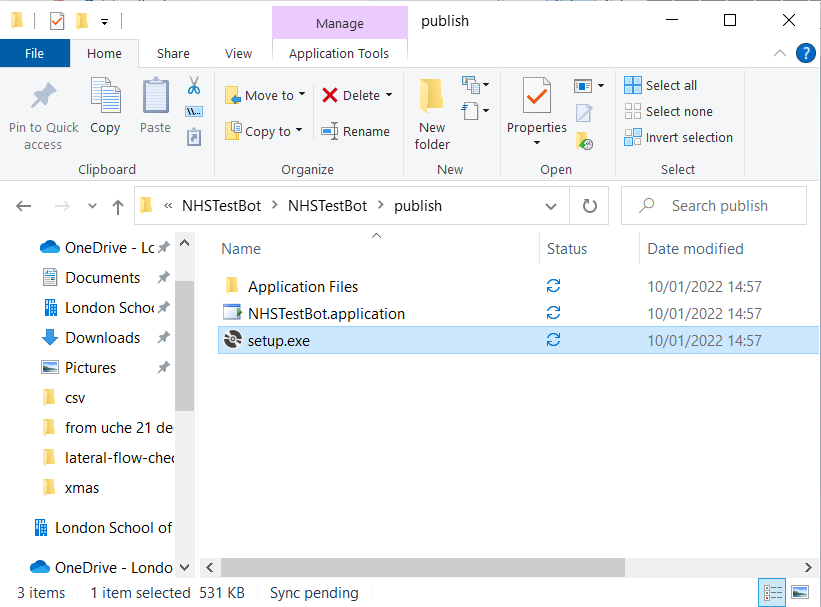 Manage
publish
File
Home
Share
View
Application Tools
?
Pin to Quick access
Copy
Paste
W...
Move to
Copy to
Delete
Rename
New folder
Properties
Select all
Select none
Invert selection
Clipboard
Organize
New
Open
Select
« NHSTestBot > NHSTestBot > publish
Search publish
OneDrive - Lo
Documents
London Schoo
Downloads
Pictures
csv
from uche 21 de
lateral-flow-chec
xmas
London School of
OneDrive - Londo
Name
Status
Date modified
Application Files
10/01/2022 14:57
NHSTestBot.application
10/01/2022 14:57
setup.exe
10/01/2022 14:57
3 items
1 item selected 531 KB
Sync pending